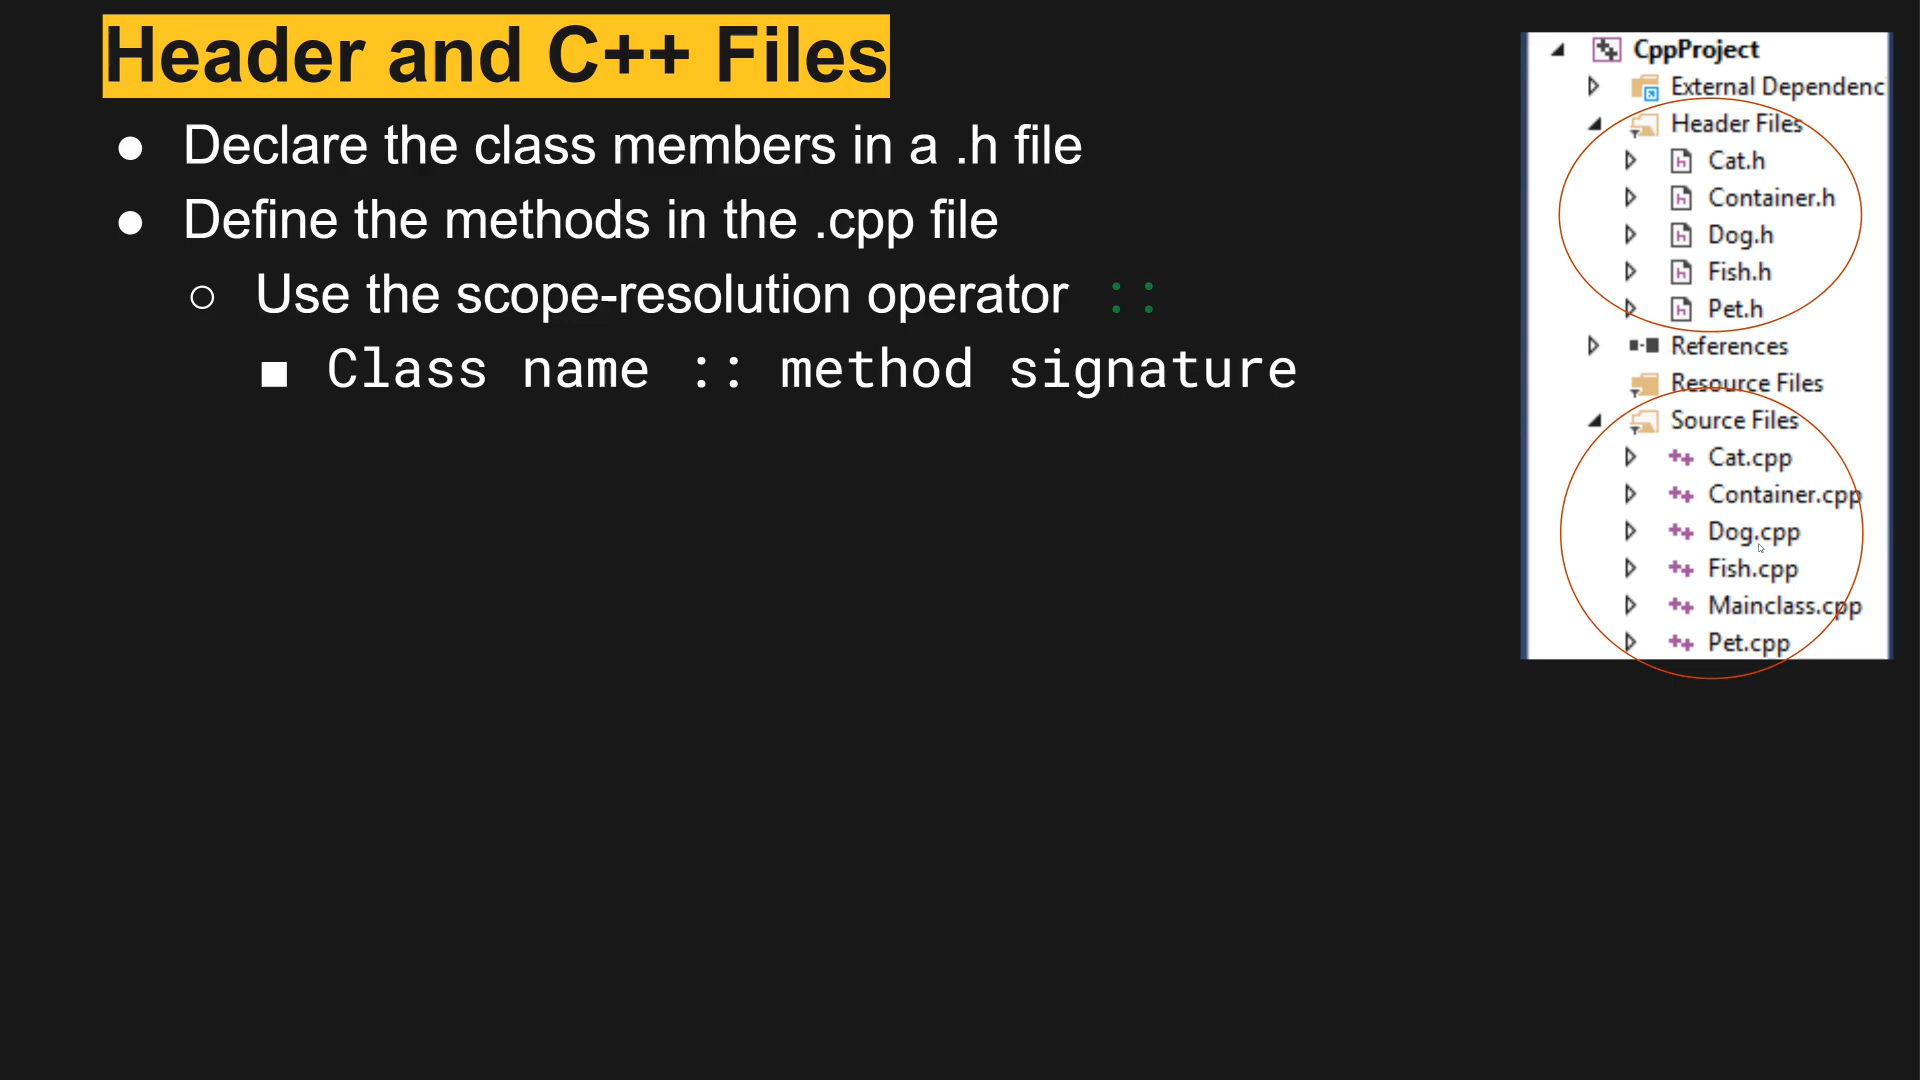 Header and C++ Files
● Declare the class members in a .h file
● Define the methods in the .cpp file
○ Use the scope-resolution operator ::
■ Class name :: method signature
CppProject
External Dependenc
Header Files
Cat.h
Container.h
Dog.h
Fish.h
Pet.h
References
Resource Files
Source Files
Cat.cpp
Container.cpp
Dog.cpp
Fish.cpp
Mainclass.cpp
Pet.cpp